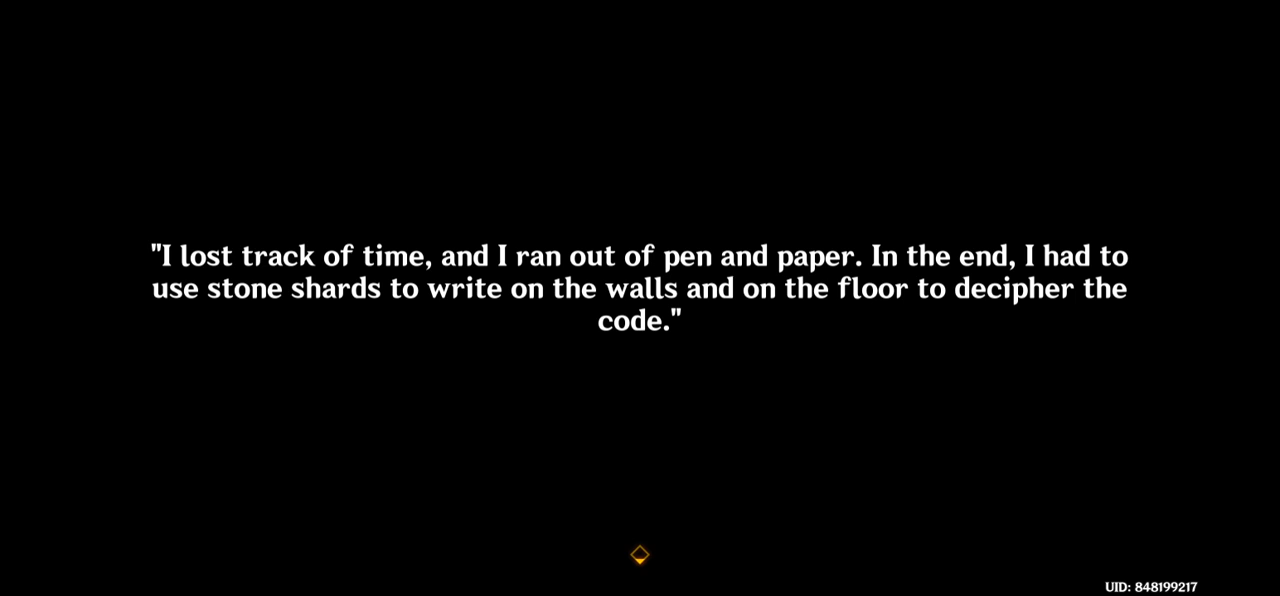 "I lost track of time, and I ran out of pen and paper. In the end, I had to
use stone shards to write on the walls and on the floor to decipher the
code."
UID: 848199217